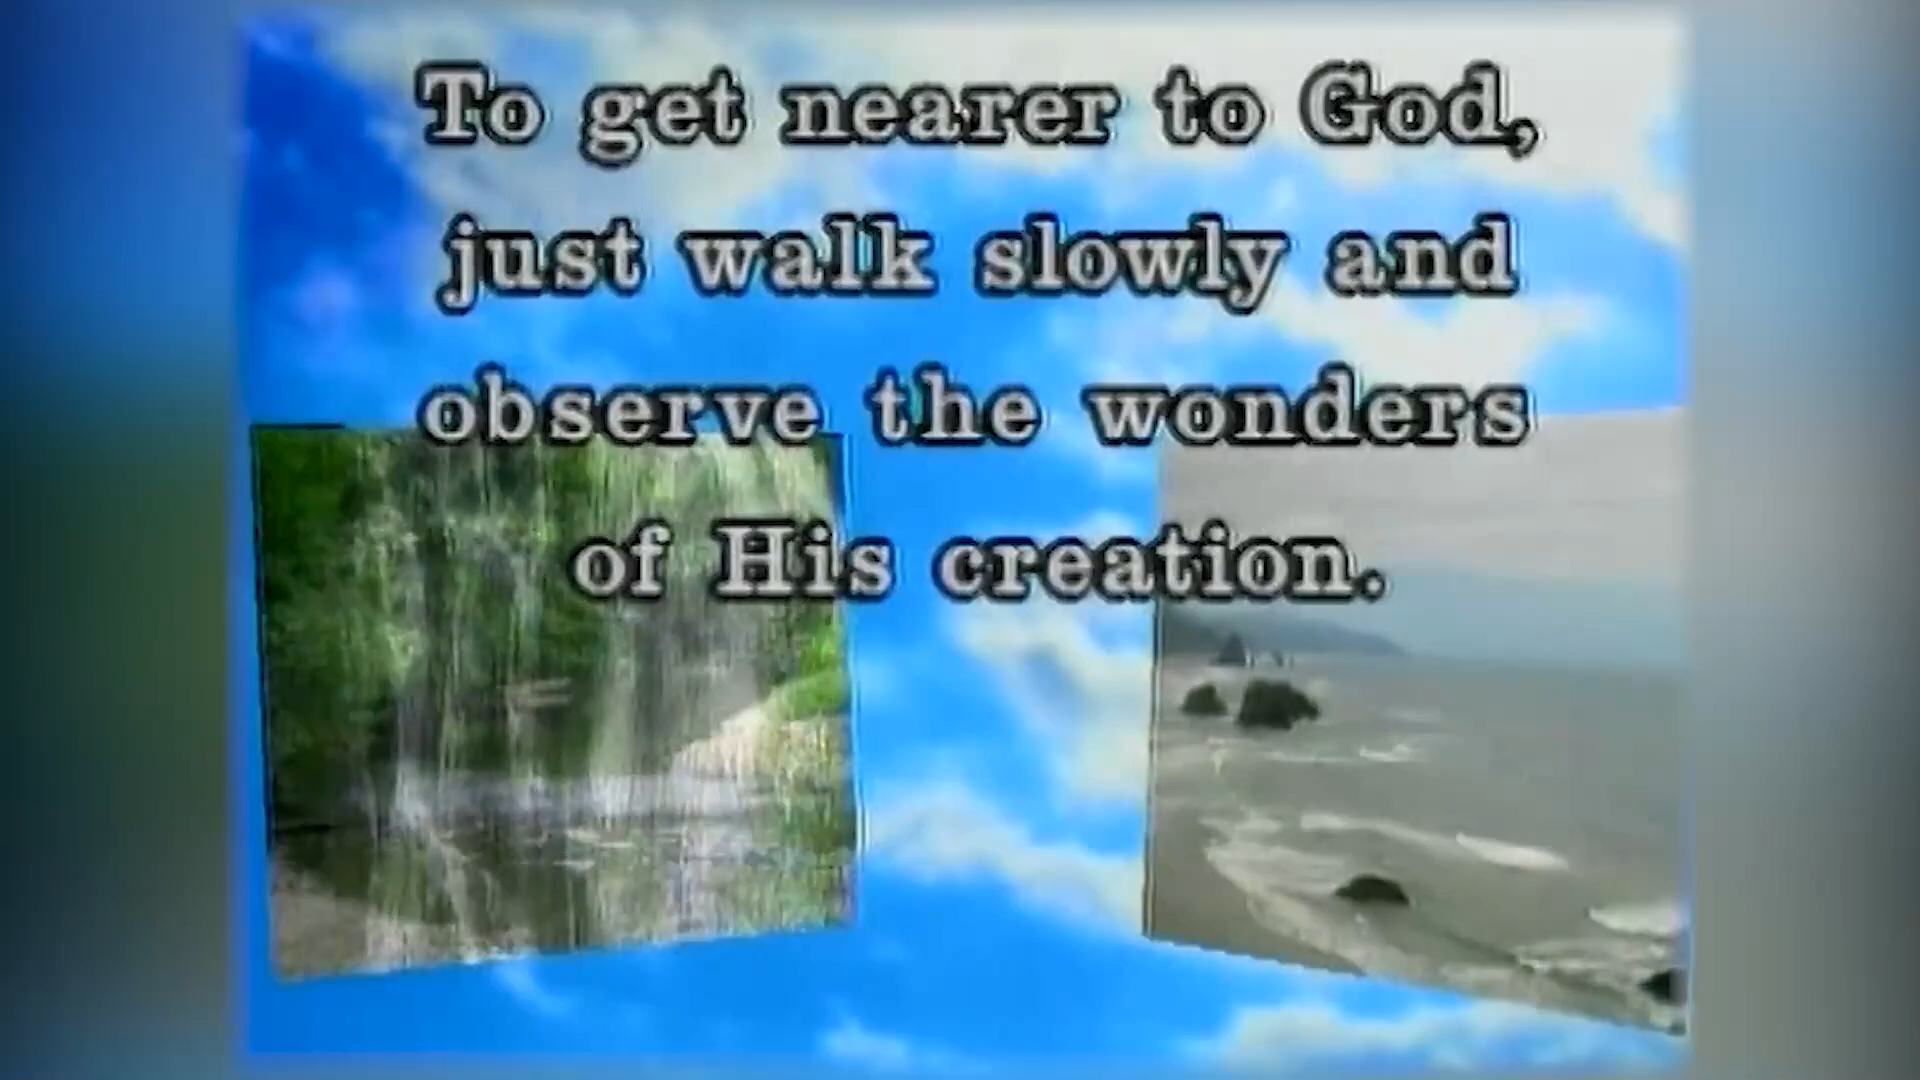 To get nearer to God,
just walk slowly and
observe the wonders
of His creation.